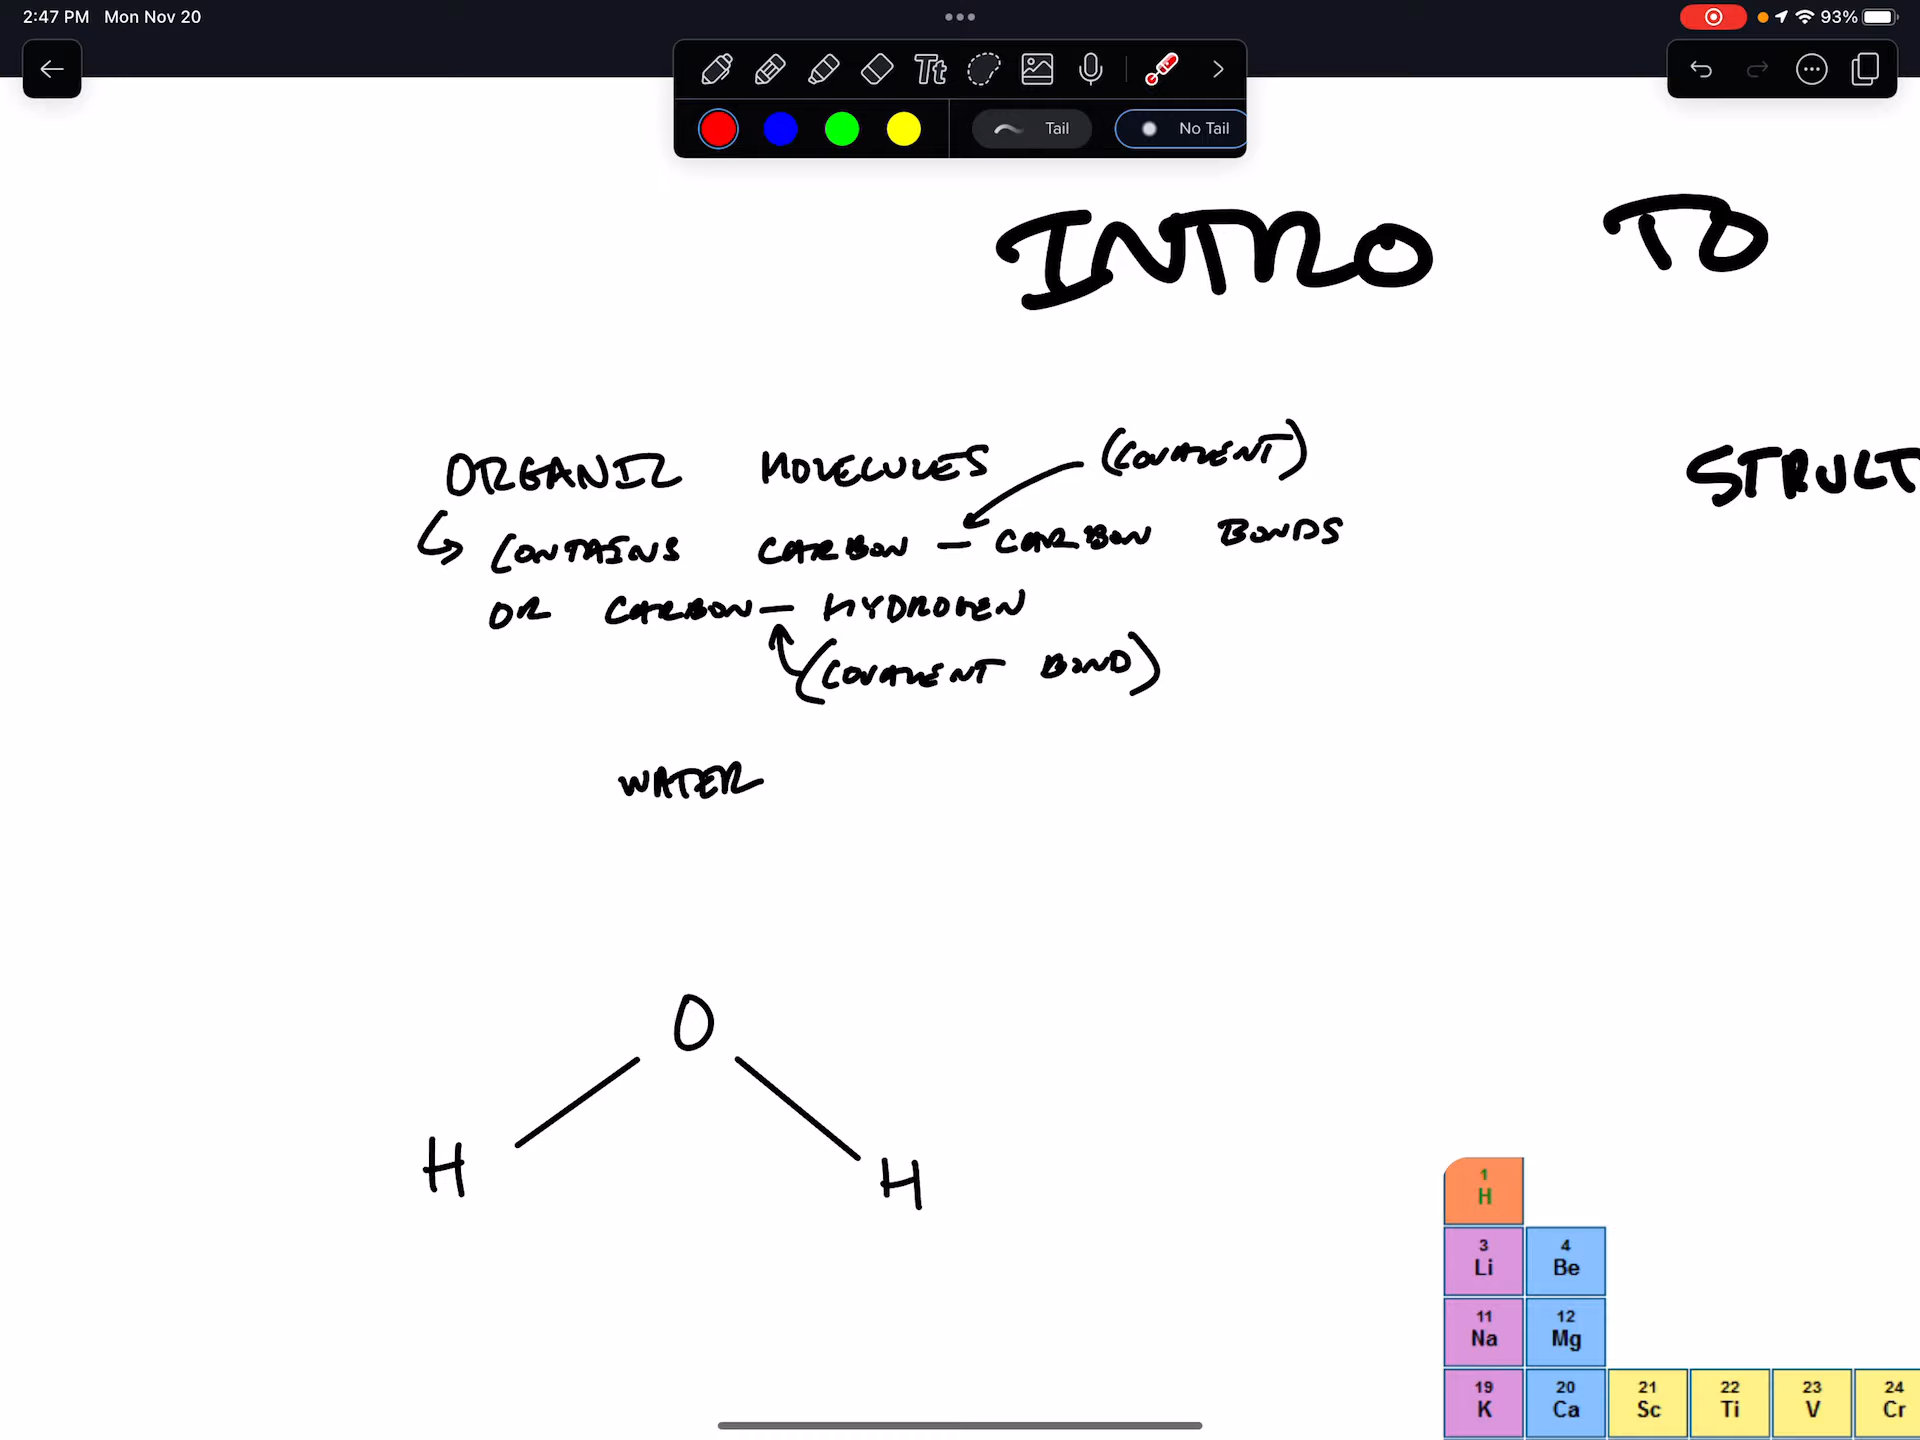 2:47 PM Mon Nov 20
93%
Tt
Tail
No Tail
INTRO TO
ORGANIC MOLECULES (COVALENT)
STRUCT
CONTAINS CARBON - CARBON BONDS
OR CARBON - HYDROGEN
(COVALENT BOND)
WATER
O
H H
1
H
3 4
Li Be
11 12
Na Mg
19 20 21 22 23 24
K Ca Sc Ti V Cr